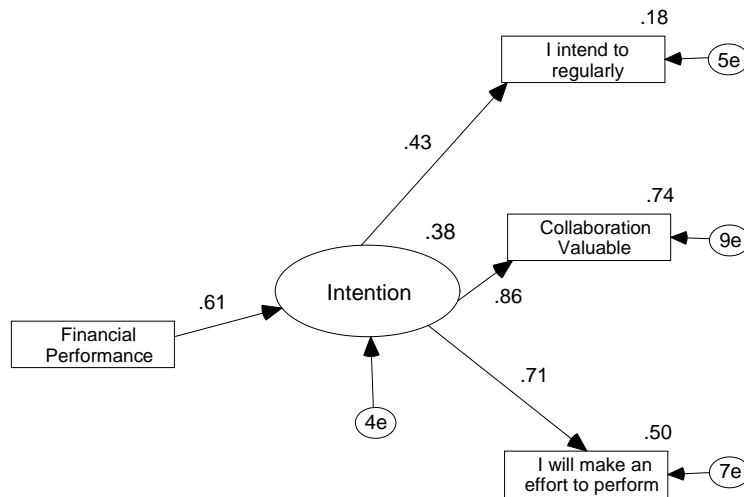 .18
I intend to
regularly
5e
.43
.74
Collaboration
Valuable
9e
.38
Intention
.86
.61
Financial
Performance
.71
4e
.50
I will make an
effort to perform
7e